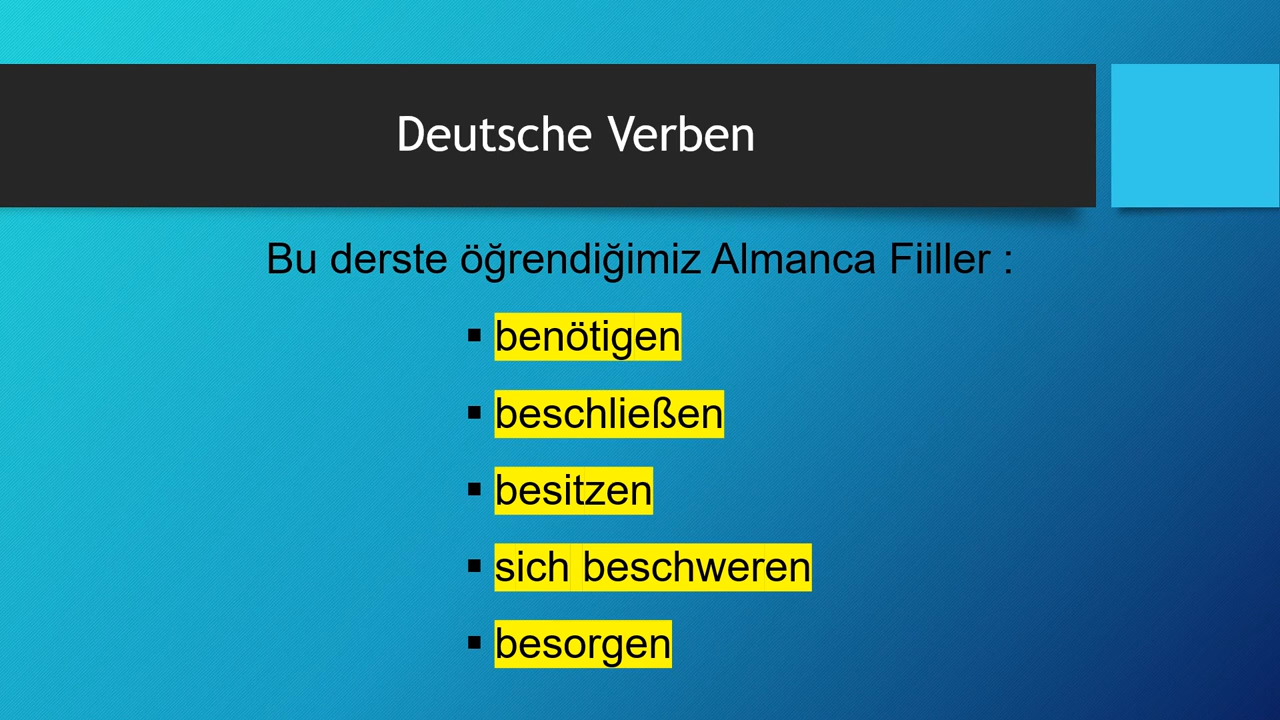 Deutsche Verben
Bu derste öğrendiğimiz Almanca Fiiller :
▪ benötigen
▪ beschließen
▪ besitzen
▪ sich beschweren
▪ besorgen